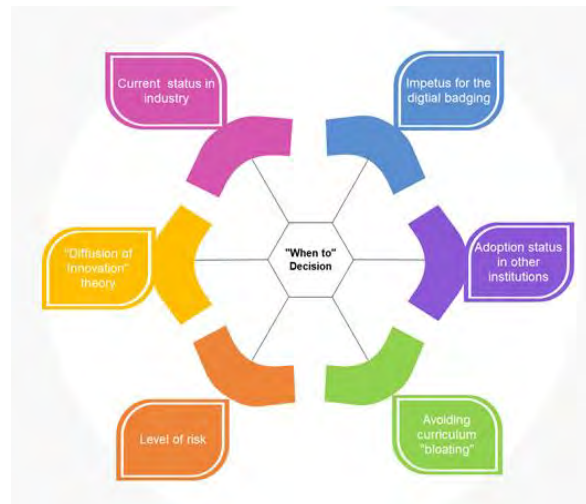 Current status in
industry
Impetus for the
digtial badging
"Diffusion of
Innovation"
theory
"When to"
Decision
Adoption status
in other
institutions
Level of risk
Avoiding
curriculum
"bloating"